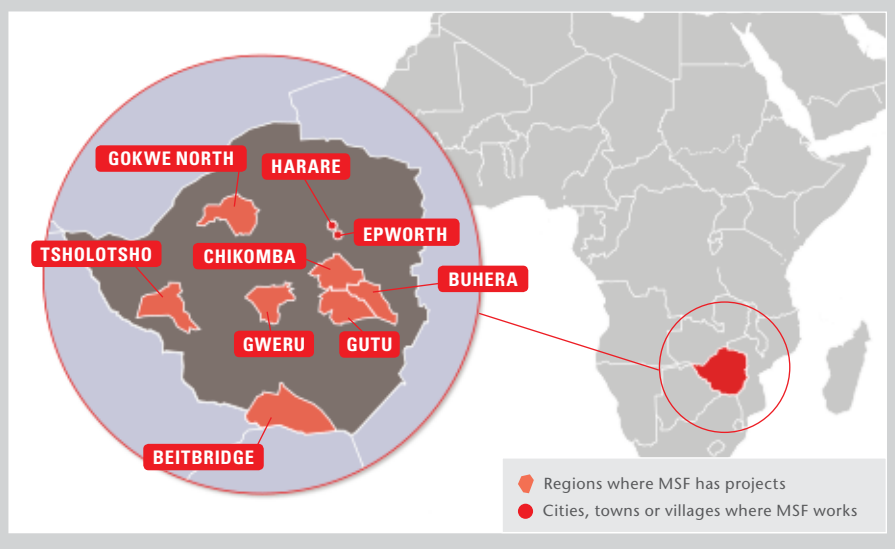 GOKWE NORTH
HARARE
EPWORTH
TSHOLOTSHO
CHIKOMBA
BUHERA
GWERU
GUTU
BEITBRIDGE
Regions where MSF has projects
Cities, towns or villages where MSF works